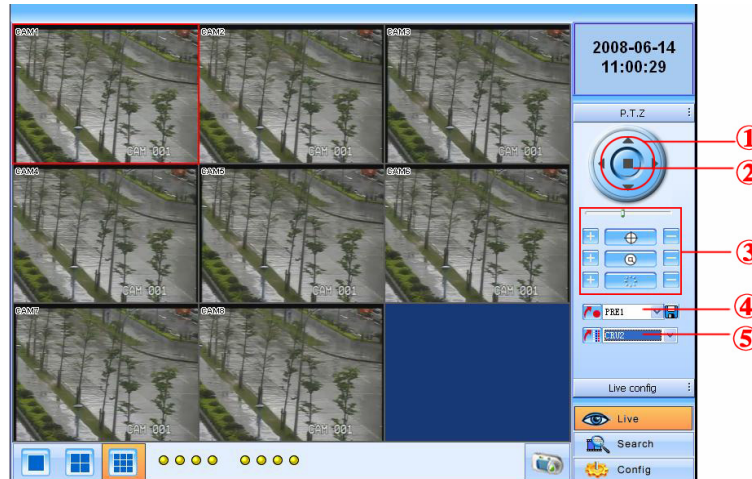 CAM1
CAM2
CAM3
CAM 001
CAM 001
CAM 001
CAM4
CAM5
CAM6
CAM 001
CAM 001
CAM 001
CAM7
CAM8
CAM 001
CAM 001
2008-06-14
11:00:29
P.T.Z
①
②
③
PRE1
④
CRU2
⑤
Live config
Live
Search
Config